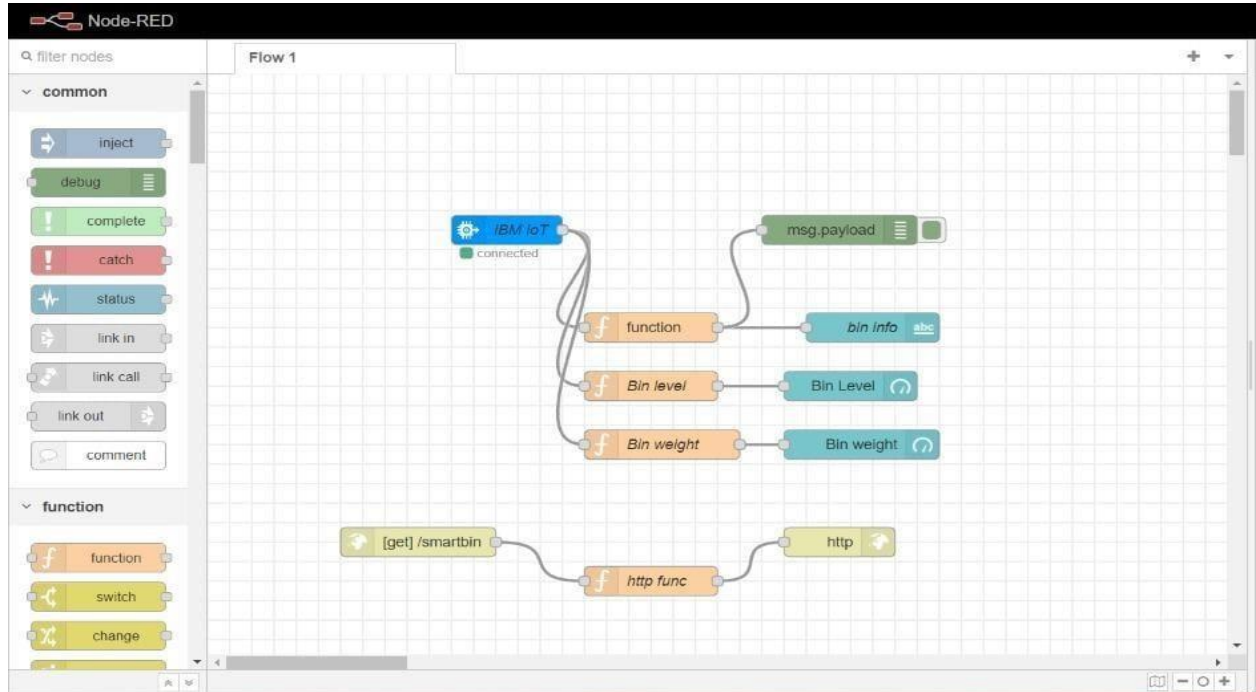 Node-RED
filter nodes
Flow 1
common
inject
debug
complete
catch
status
link in
link call
link out
comment
function
function
switch
change
IBM IoT
connected
msg.payload
function
bin info
abc
Bin level
Bin Level
Bin weight
Bin weight
[get] /smartbin
http
http func